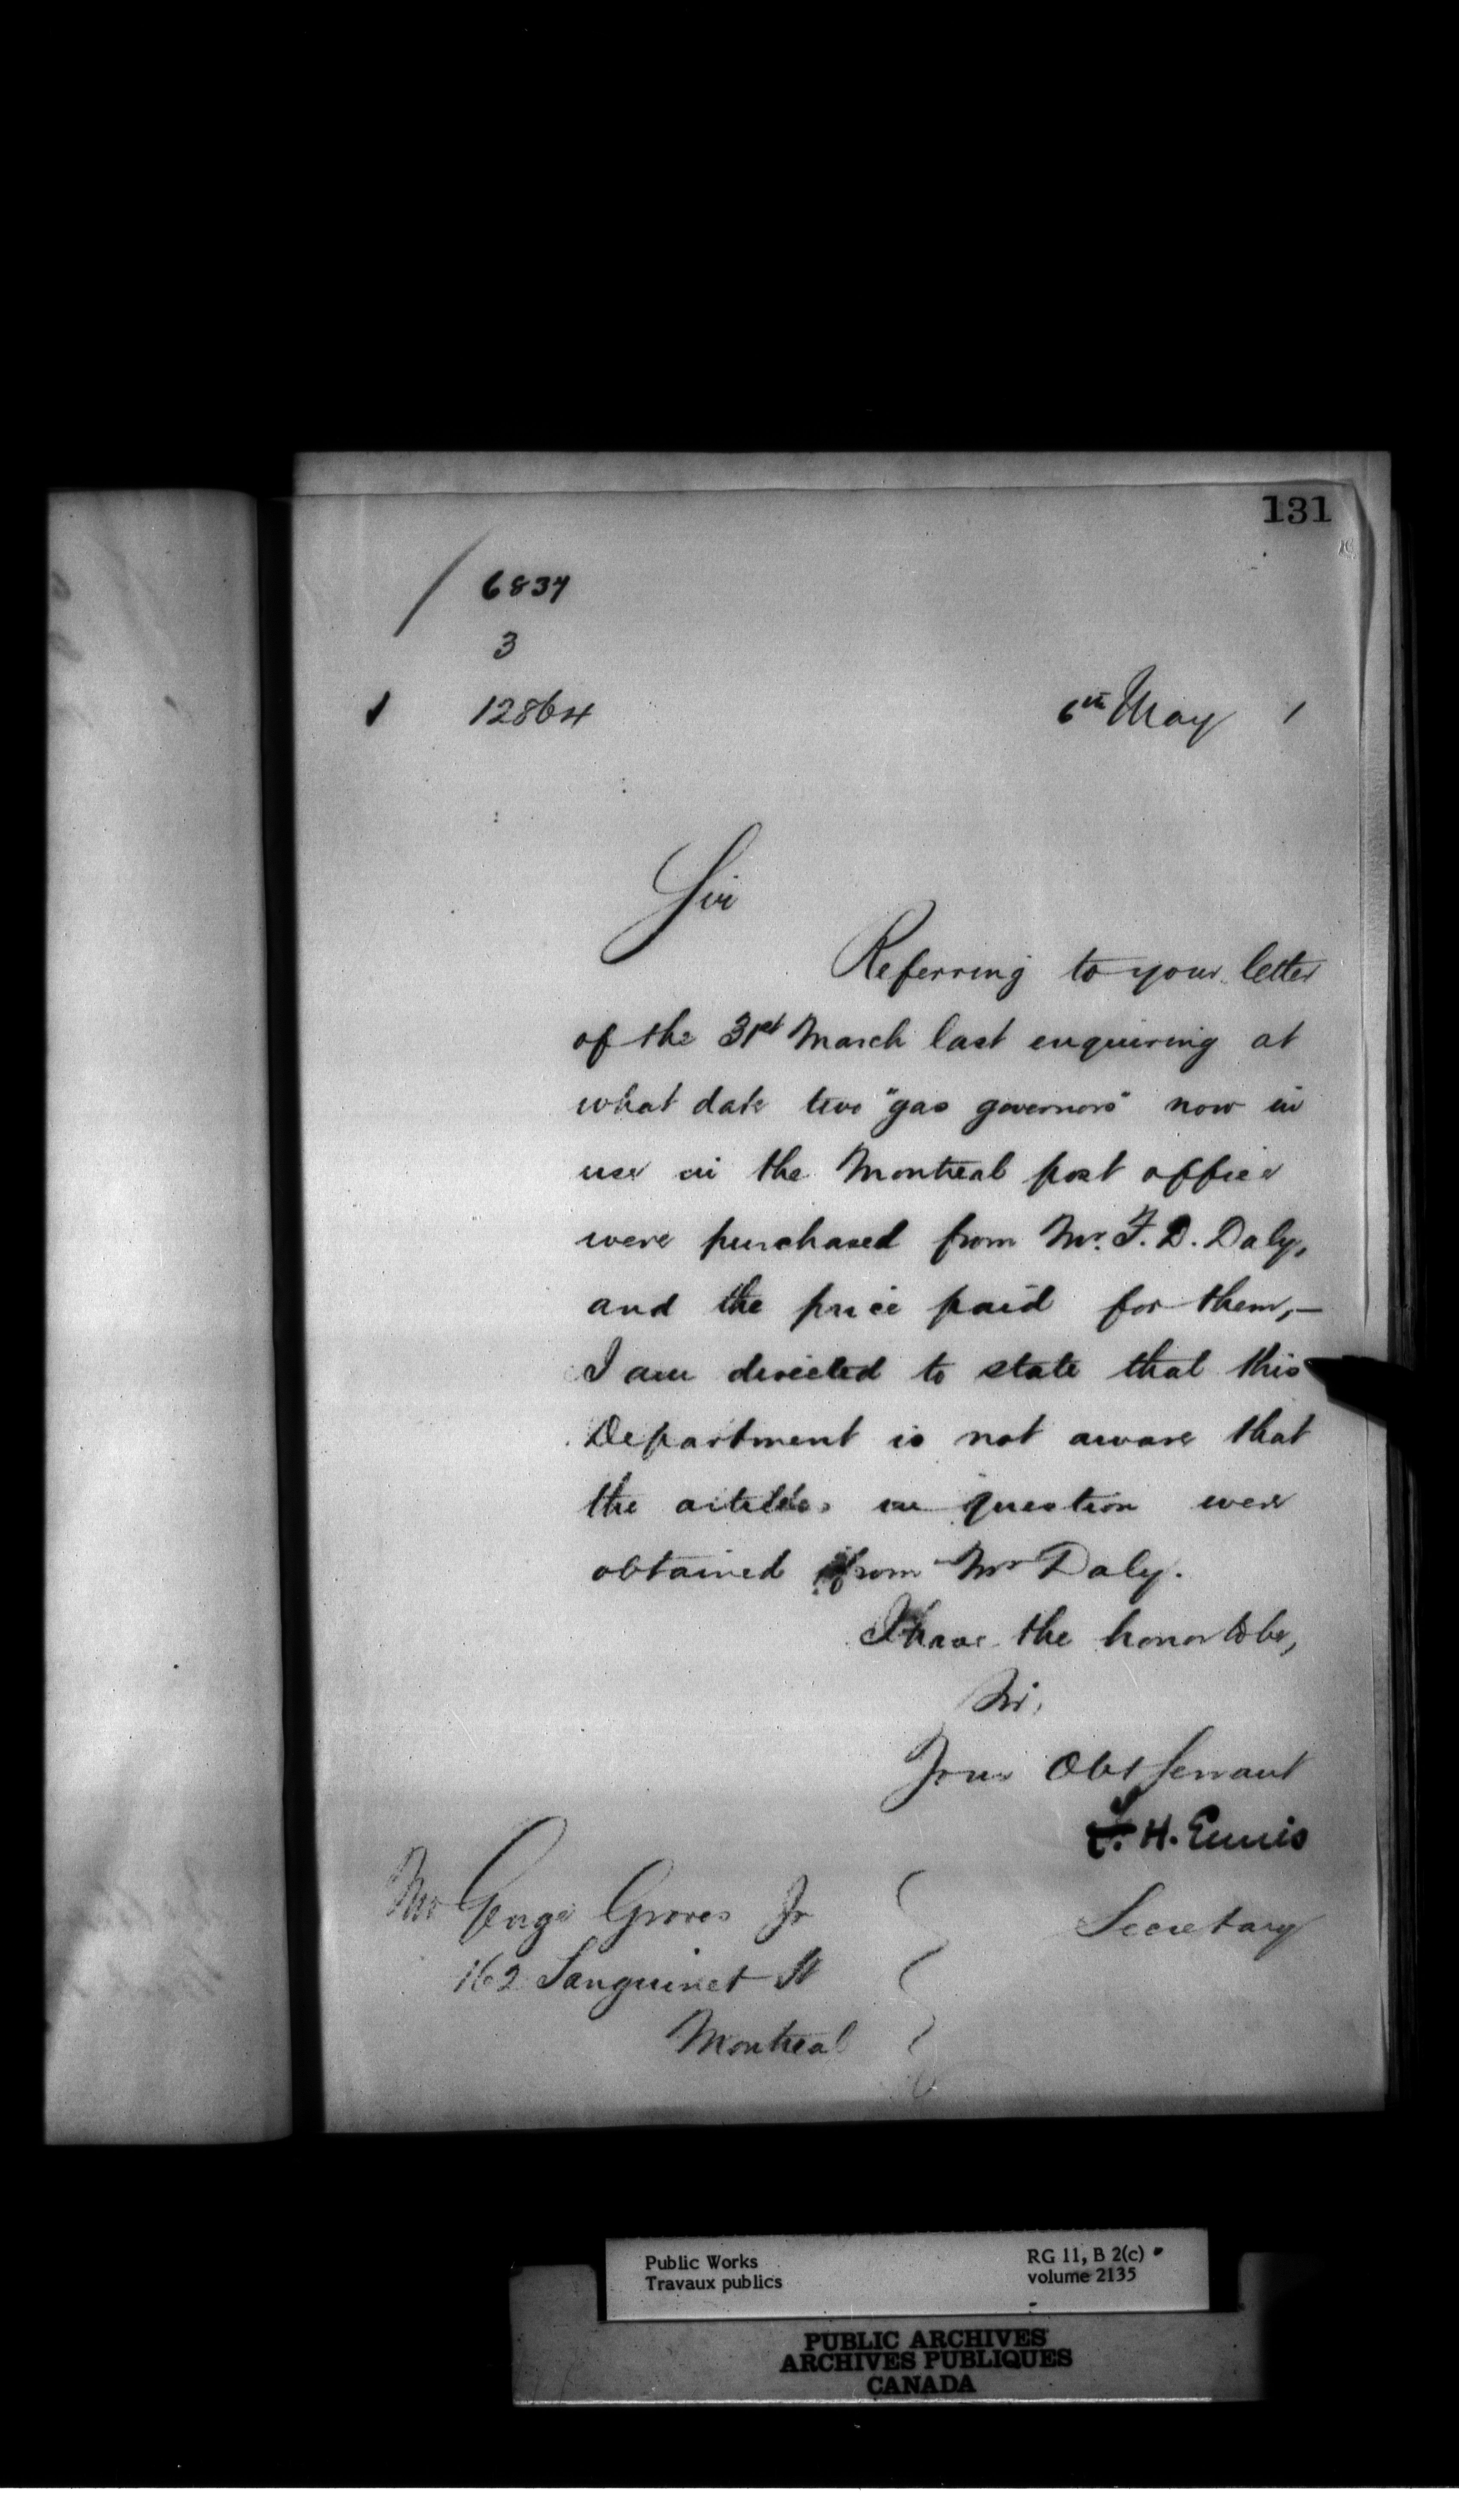 131
6837
3
12864
6th May 1
Sir
Referring to your letter
of the 31st March last enquiring at
what date two "gas governors" now in
use in the Montreal post office
were purchased from Mr. F. D. Daly,
and the price paid for them,—
I am directed to state that this
Department is not aware that
the articles in question were
obtained from Mr Daly.
I have the honor to be,
Sir,
Your Obt Servant
F. H. Ennis
Secretary
Mr George Groves Jr
162 Sanguinet St
Montreal
Public Works
Travaux publics
RG 11, B 2(c)
volume 2135
PUBLIC ARCHIVES
ARCHIVES PUBLIQUES
CANADA